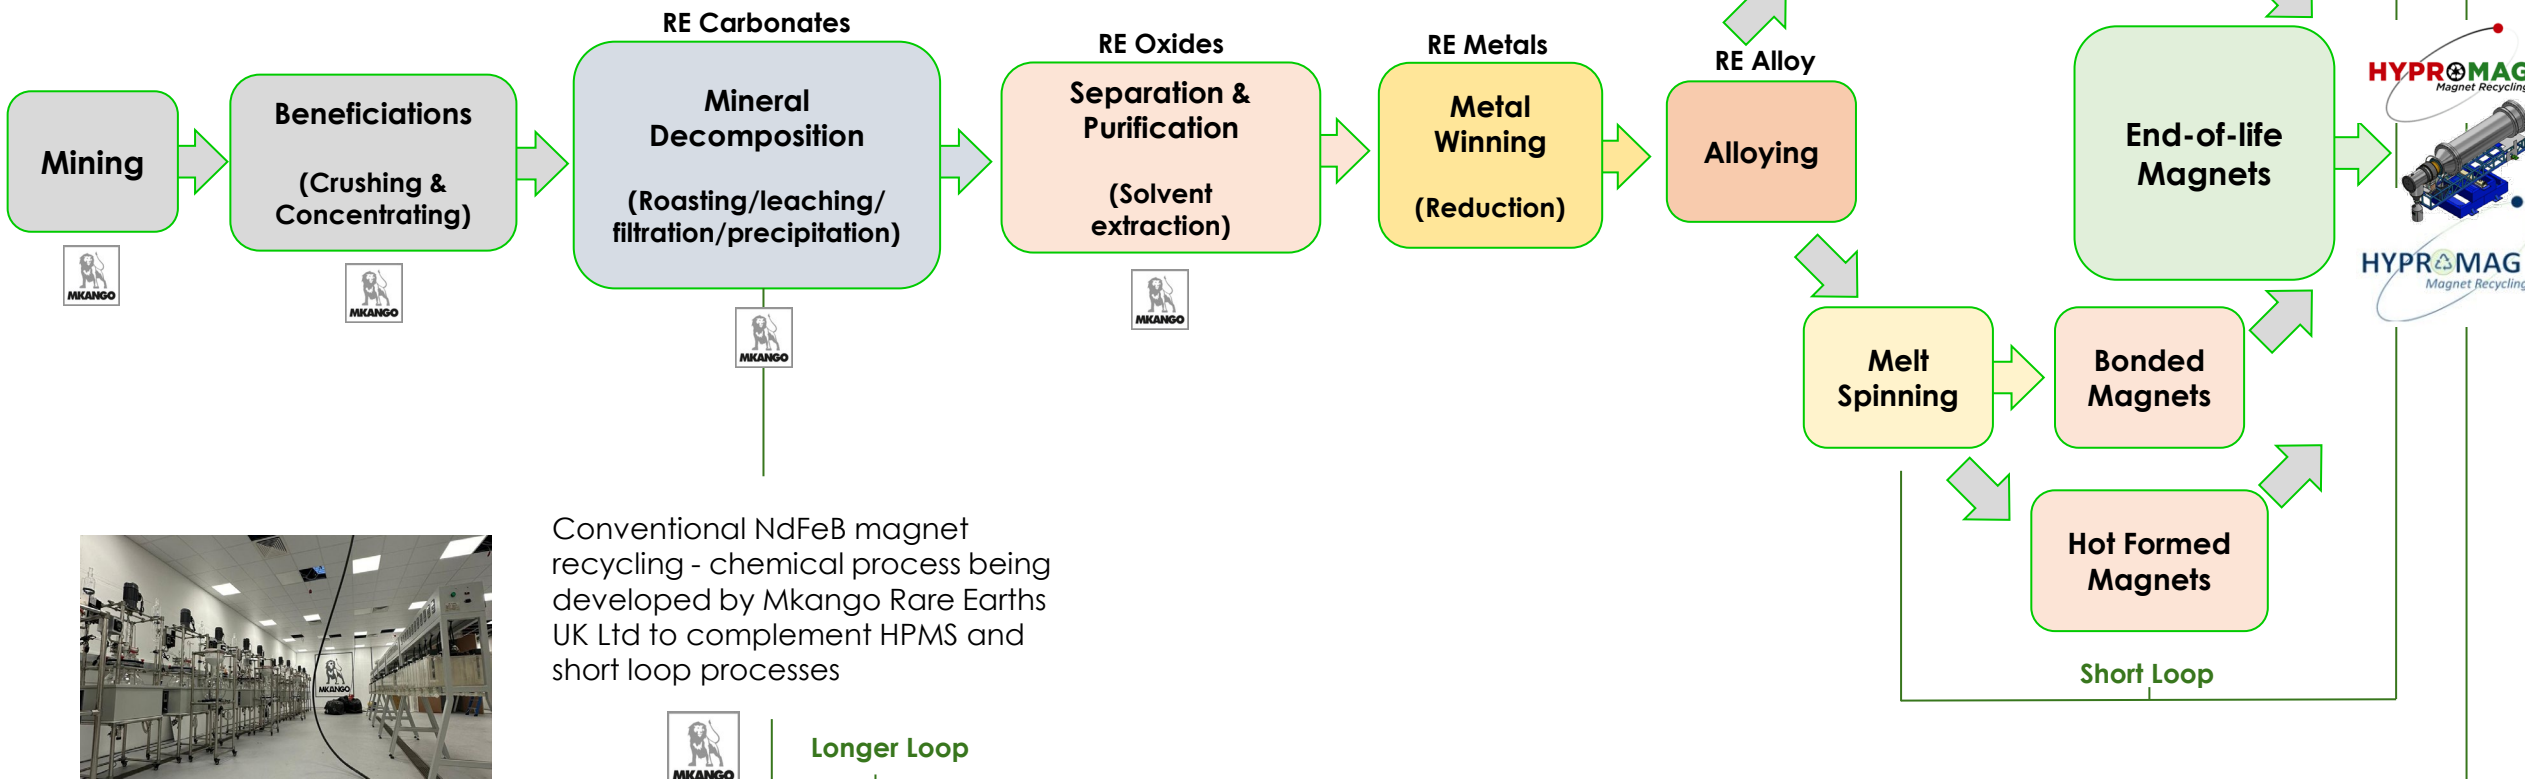 RE Carbonates
RE Oxides
RE Metals
RE Alloy
Mining
Beneficiations
(Crushing &
Concentrating)
Mineral
Decomposition
(Roasting/leaching/
filtration/precipitation)
Separation &
Purification
(Solvent
extraction)
Metal
Winning
(Reduction)
Alloying
End-of-life
Magnets
HYPROMAG
Magnet Recycling
HYPROMAG
Magnet Recycling
MKANGO
MKANGO
MKANGO
MKANGO
Melt
Spinning
Bonded
Magnets
Hot Formed
Magnets
Short Loop
Conventional NdFeB magnet
recycling - chemical process being
developed by Mkango Rare Earths
UK Ltd to complement HPMS and
short loop processes
MKANGO
MKANGO
Longer Loop